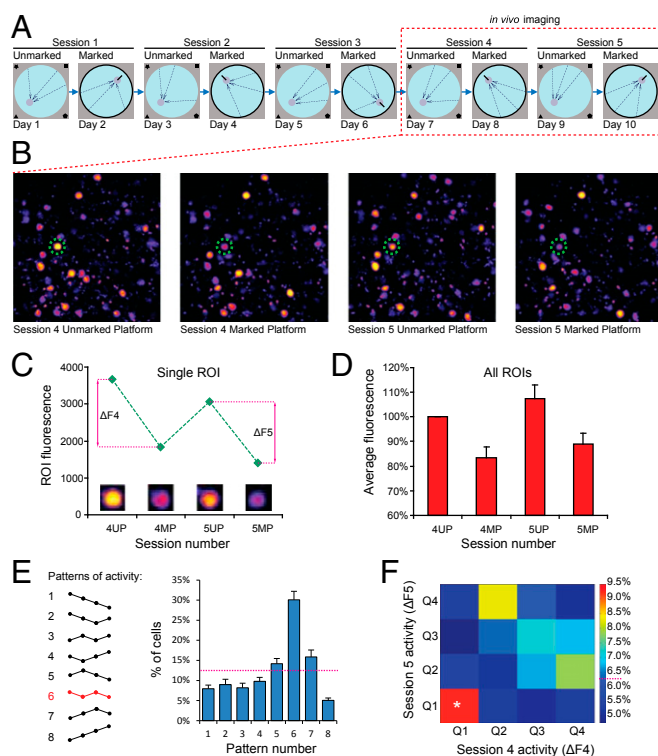 A
in vivo imaging
Session 1 Session 2 Session 3 Session 4 Session 5
Unmarked Marked Unmarked Marked Unmarked Marked Unmarked Marked Unmarked Marked
Day 1 Day 2 Day 3 Day 4 Day 5 Day 6 Day 7 Day 8 Day 9 Day 10
B
Session 4 Unmarked Platform Session 4 Marked Platform Session 5 Unmarked Platform Session 5 Marked Platform
C
Single ROI
ROI fluorescence
4000
3000
2000
1000
0
ΔF4
ΔF5
4UP 4MP 5UP 5MP
Session number
D
All ROIs
Average fluorescence
120%
110%
100%
90%
80%
70%
60%
4UP 4MP 5UP 5MP
Session number
E
Patterns of activity:
1
2
3
4
5
6
7
8
% of cells
35%
30%
25%
20%
15%
10%
5%
0%
1 2 3 4 5 6 7 8
Pattern number
F
Session 5 activity (ΔF5)
Q4
Q3
Q2
Q1
*
Q1 Q2 Q3 Q4
Session 4 activity (ΔF4)
9.5%
9.0%
8.5%
8.0%
7.5%
7.0%
6.5%
6.0%
5.5%
5.0%